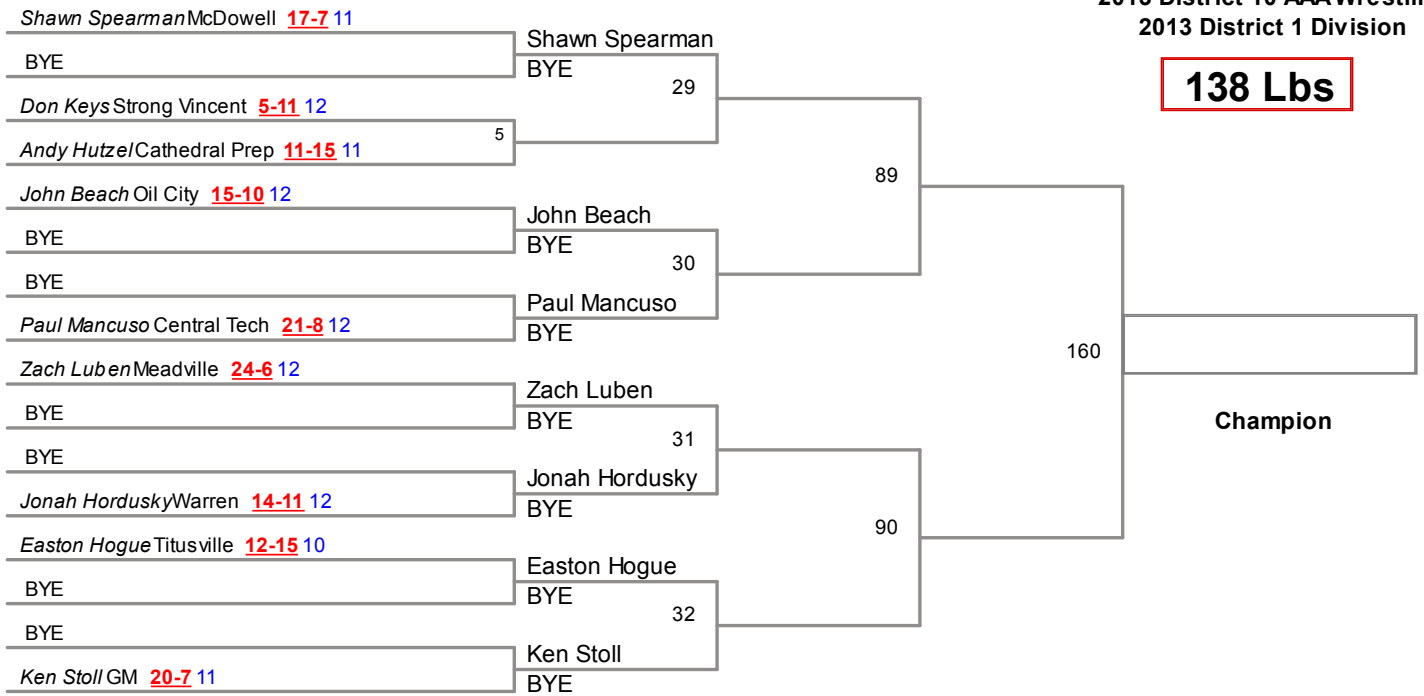 2013 District 10 AAA Wrestli
2013 District 1 Division
138 Lbs
Shawn Spearman McDowell 17-7 11
BYE
Don Keys Strong Vincent 5-11 12
Andy Hutzel Cathedral Prep 11-15 11
John Beach Oil City 15-10 12
BYE
BYE
Paul Mancuso Central Tech 21-8 12
Zach Luben Meadville 24-6 12
BYE
BYE
Jonah Hordusky Warren 14-11 12
Easton Hogue Titusville 12-15 10
BYE
BYE
Ken Stoll GM 20-7 11
5
Shawn Spearman
BYE
John Beach
BYE
Paul Mancuso
BYE
Zach Luben
BYE
Jonah Hordusky
BYE
Easton Hogue
BYE
Ken Stoll
BYE
29
30
31
32
89
90
160
Champion